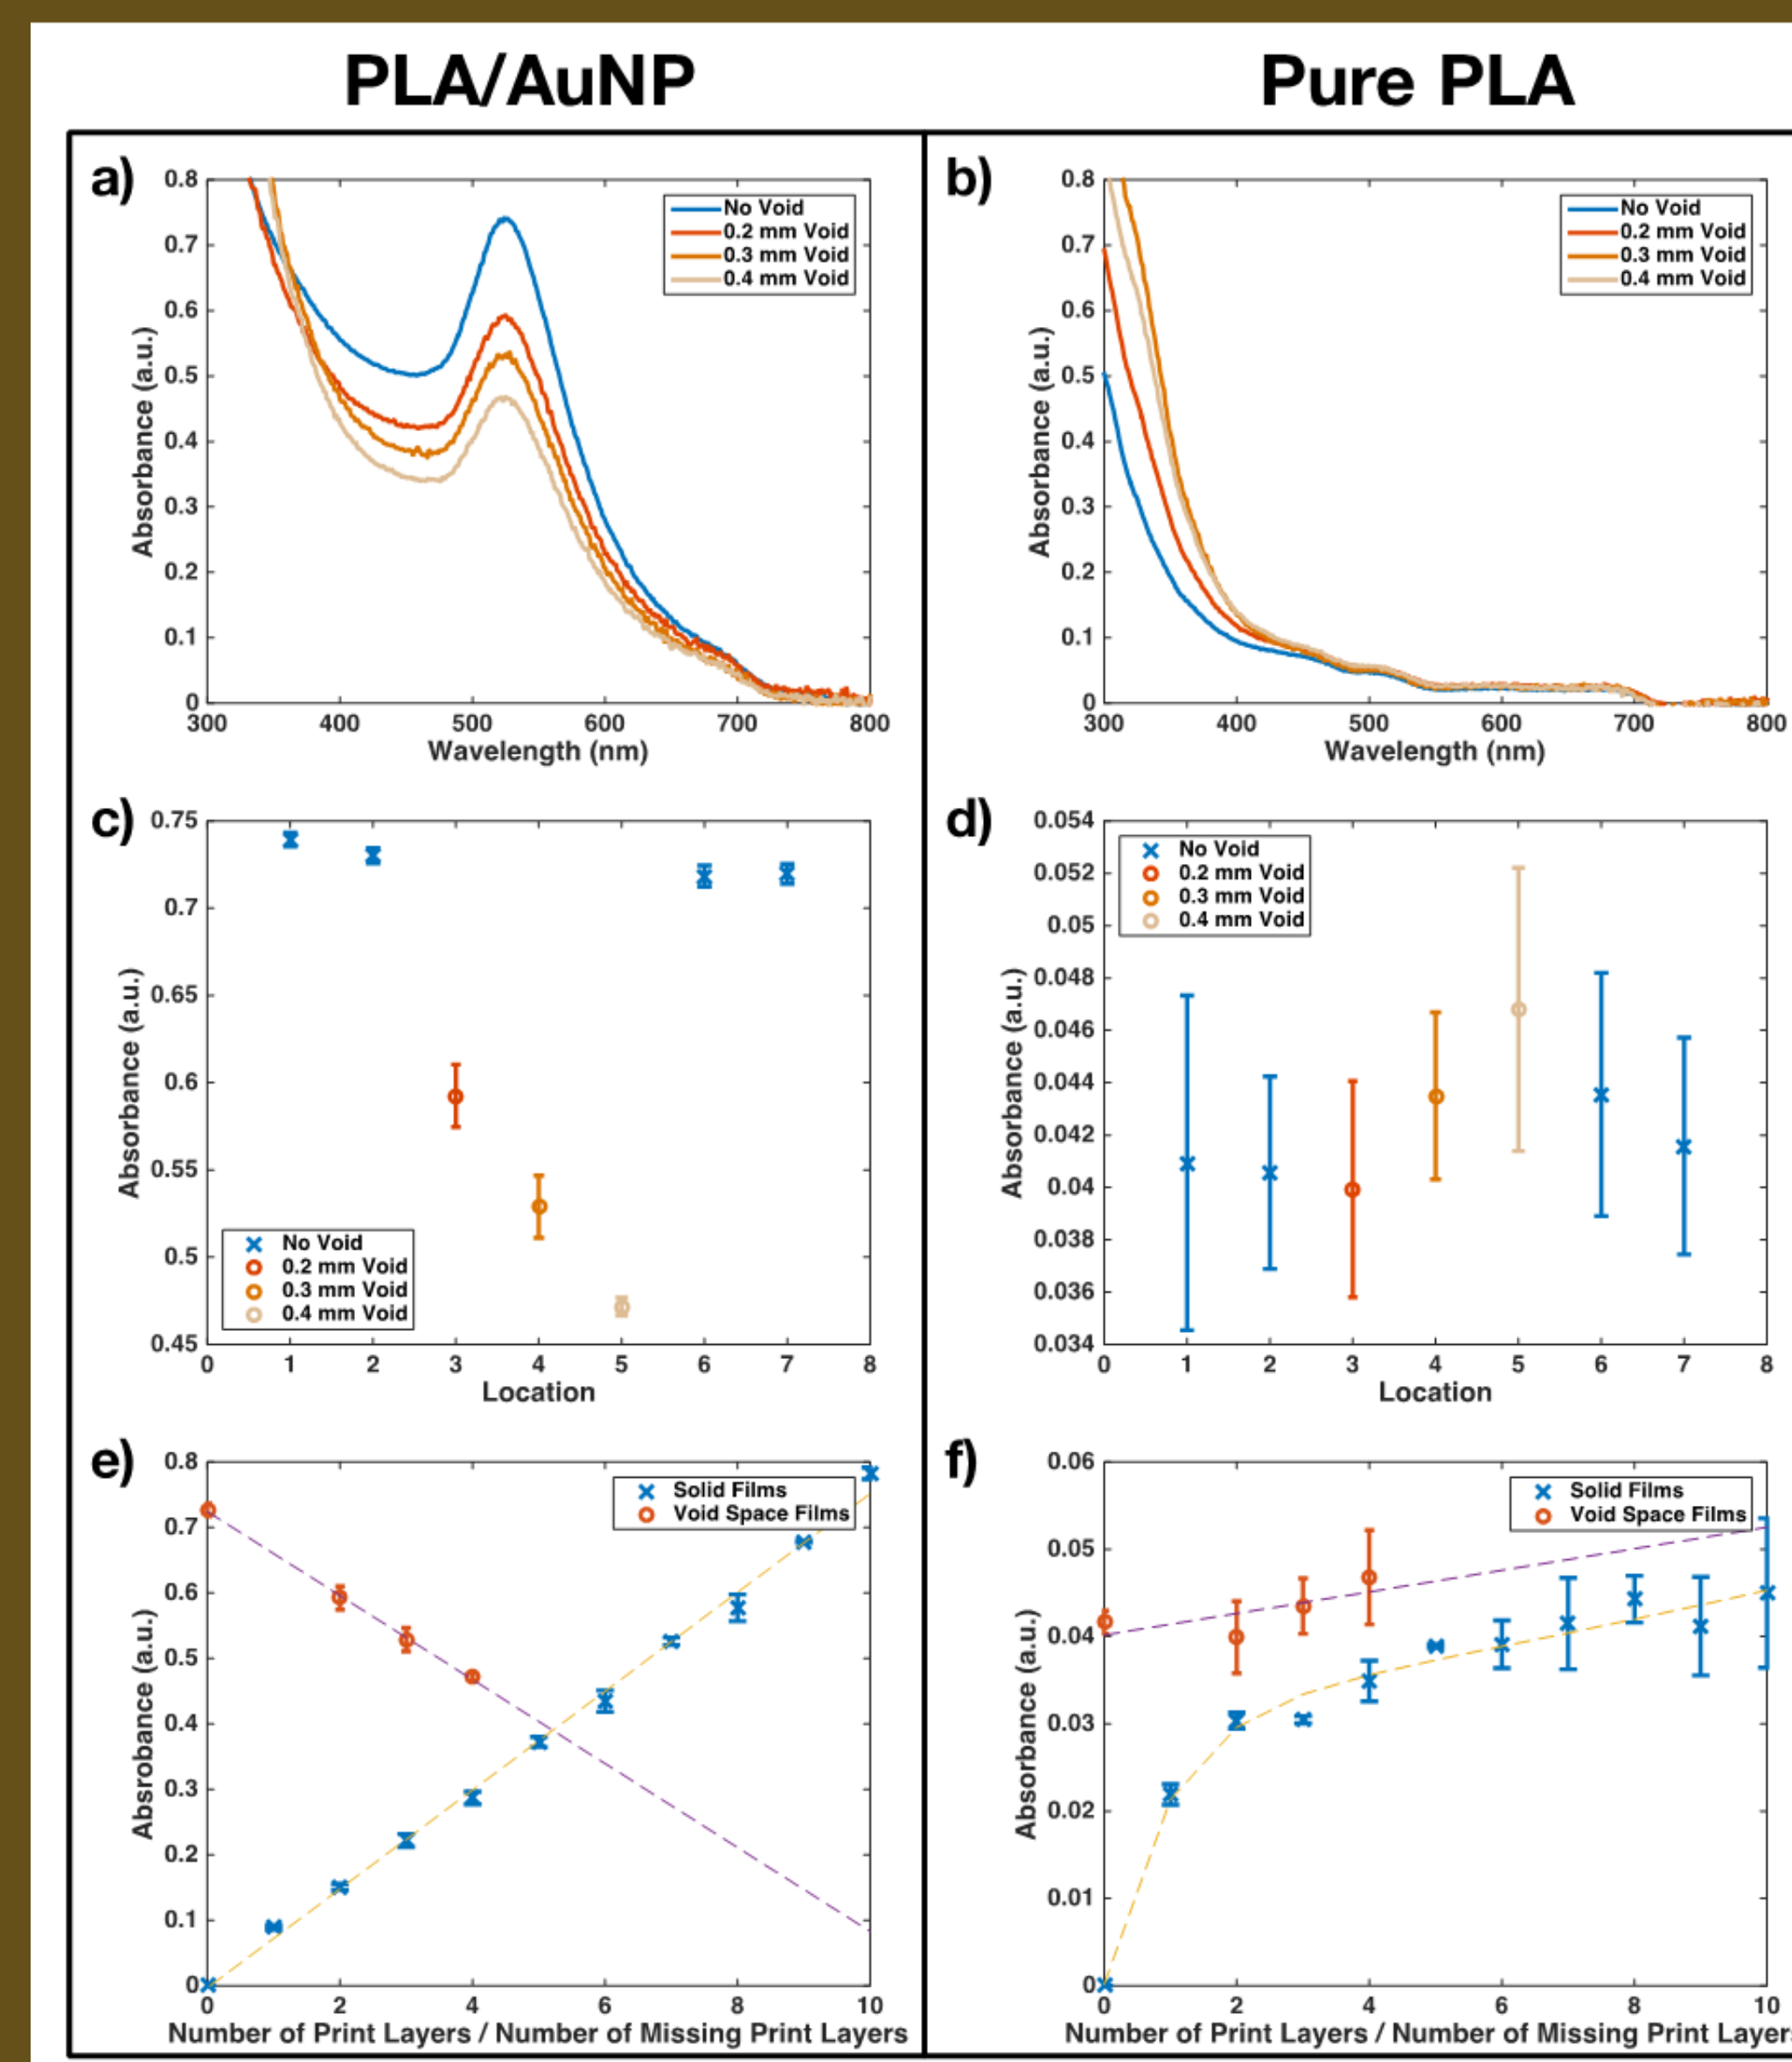 PLA/AuNP
Pure PLA
a)
0.8
0.7
0.6
0.5
0.4
0.3
0.2
0.1
0
Absorbance (a.u.)
No Void
0.2 mm Void
0.3 mm Void
0.4 mm Void
300 400 500 600 700 800
Wavelength (nm)
b)
0.8
0.7
0.6
0.5
0.4
0.3
0.2
0.1
0
Absorbance (a.u.)
No Void
0.2 mm Void
0.3 mm Void
0.4 mm Void
300 400 500 600 700 800
Wavelength (nm)
c)
0.75
0.7
0.65
0.6
0.55
0.5
0.45
Absorbance (a.u.)
No Void
0.2 mm Void
0.3 mm Void
0.4 mm Void
0 1 2 3 4 5 6 7 8
Location
d)
0.054
0.052
0.05
0.048
0.046
0.044
0.042
0.04
0.038
0.036
0.034
Absorbance (a.u.)
No Void
0.2 mm Void
0.3 mm Void
0.4 mm Void
0 1 2 3 4 5 6 7 8
Location
e)
0.8
0.7
0.6
0.5
0.4
0.3
0.2
0.1
0
Absrobance (a.u.)
Solid Films
Void Space Films
0 2 4 6 8 10
Number of Print Layers / Number of Missing Print Layers
f)
0.06
0.05
0.04
0.03
0.02
0.01
0
Absorbance (a.u.)
Solid Films
Void Space Films
0 2 4 6 8 10
Number of Print Layers / Number of Missing Print Layer